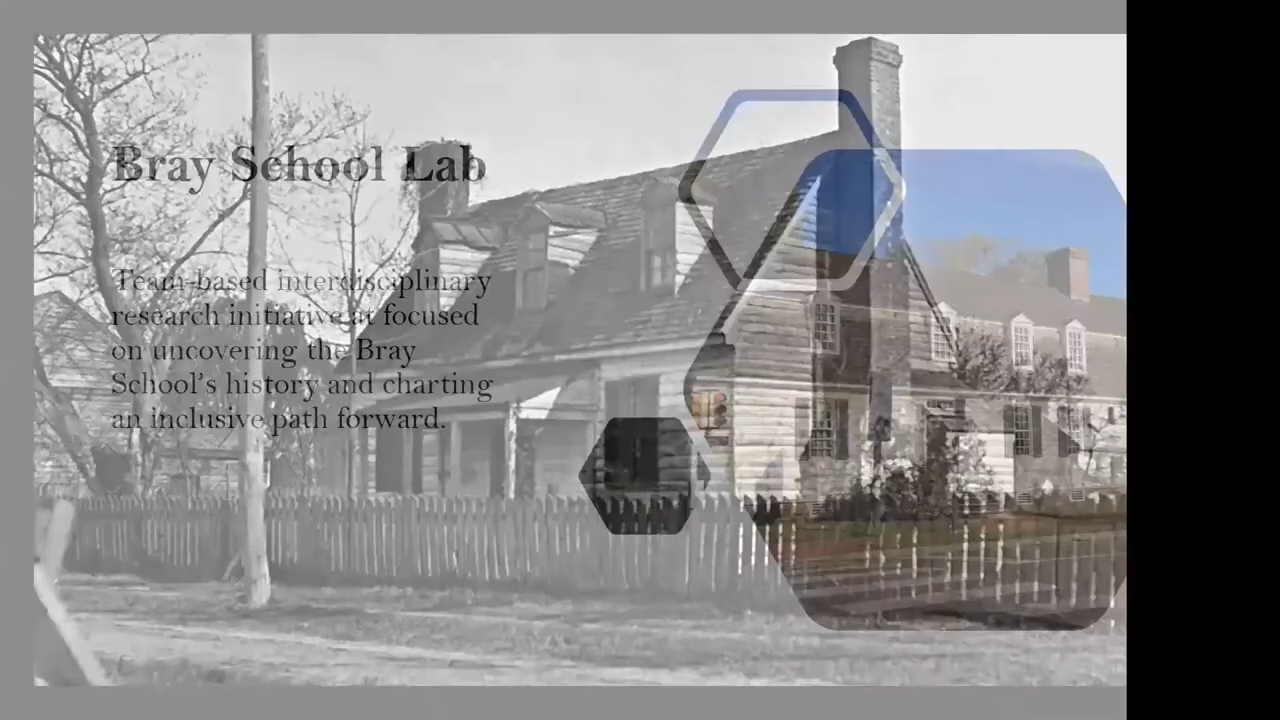 Bray School Lab
Team-based interdisciplinary
research initiative at focused
on uncovering the Bray
School's history and charting
an inclusive path forward.